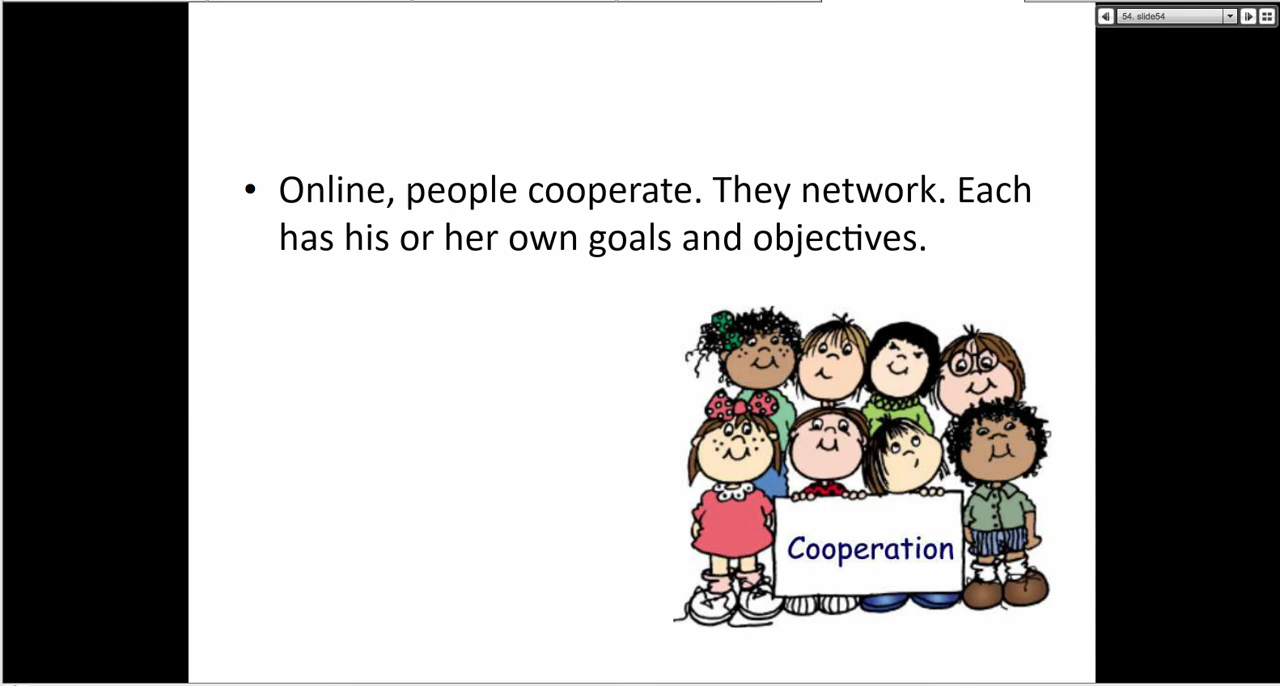 54. slide54
• Online, people cooperate. They network. Each
has his or her own goals and objectives.
Cooperation